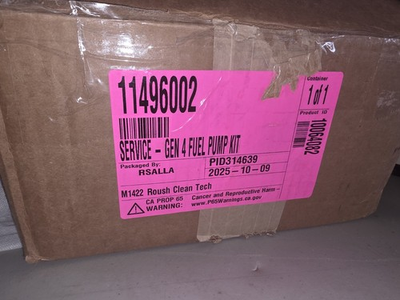 11496002
Container
1 of 1
Product ID
10064082
SERVICE - GEN 4 FUEL PUMP KIT
Packaged By:
RSALLA
PID314639
2025-10-09
M1422 Roush Clean Tech
CA PROP 65
WARNING:
Cancer and Reproductive Harm -
www.P65Warnings.ca.gov